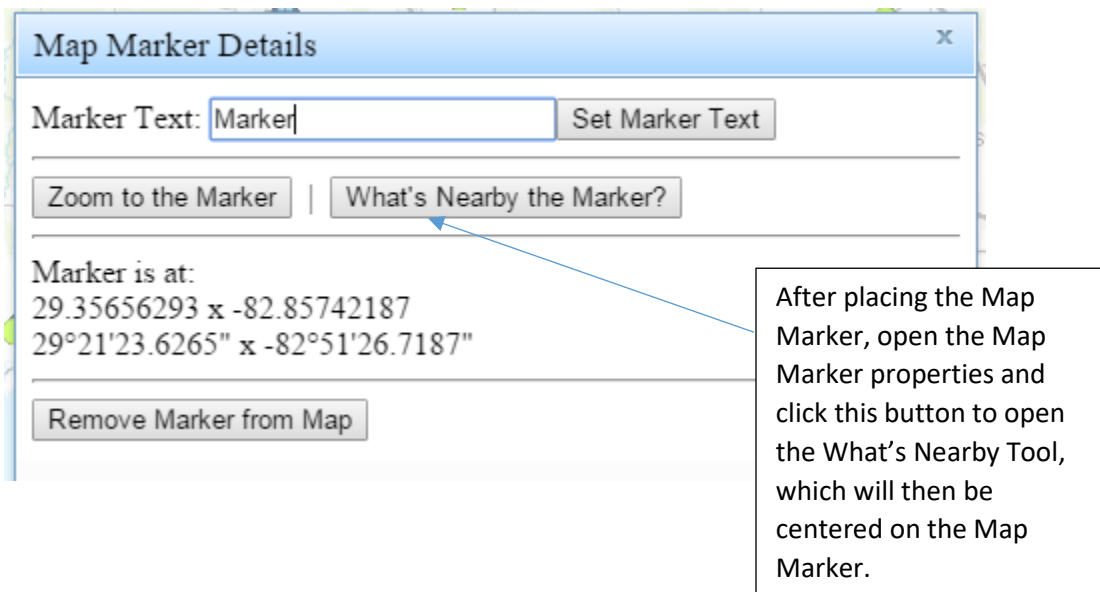 Map Marker Details x
Marker Text: Marker Set Marker Text
Zoom to the Marker | What's Nearby the Marker?
Marker is at:
29.35656293 x -82.85742187
29°21'23.6265" x -82°51'26.7187"
Remove Marker from Map
After placing the Map
Marker, open the Map
Marker properties and
click this button to open
the What’s Nearby Tool,
which will then be
centered on the Map
Marker.